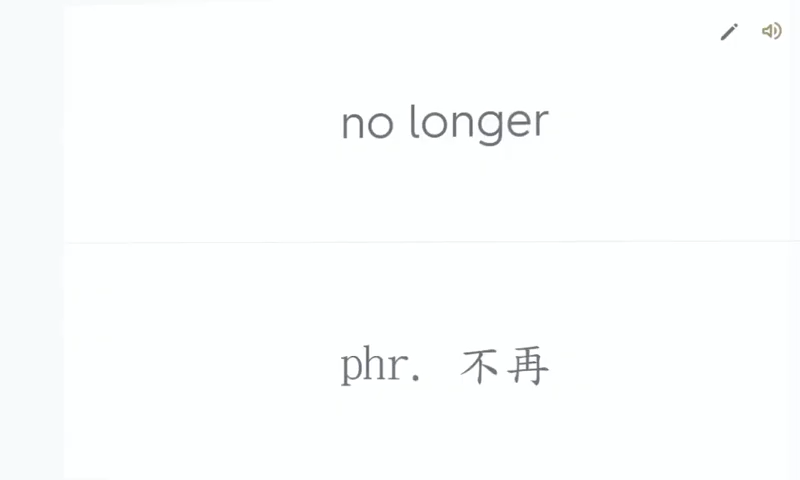 no longer
phr. 不再